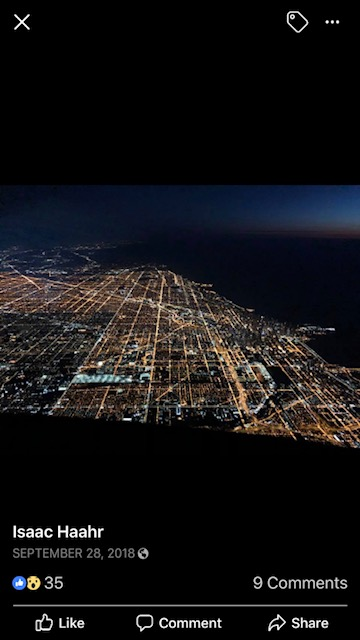 Isaac Haahr
SEPTEMBER 28, 2018
35
9 Comments
Like
Comment
Share